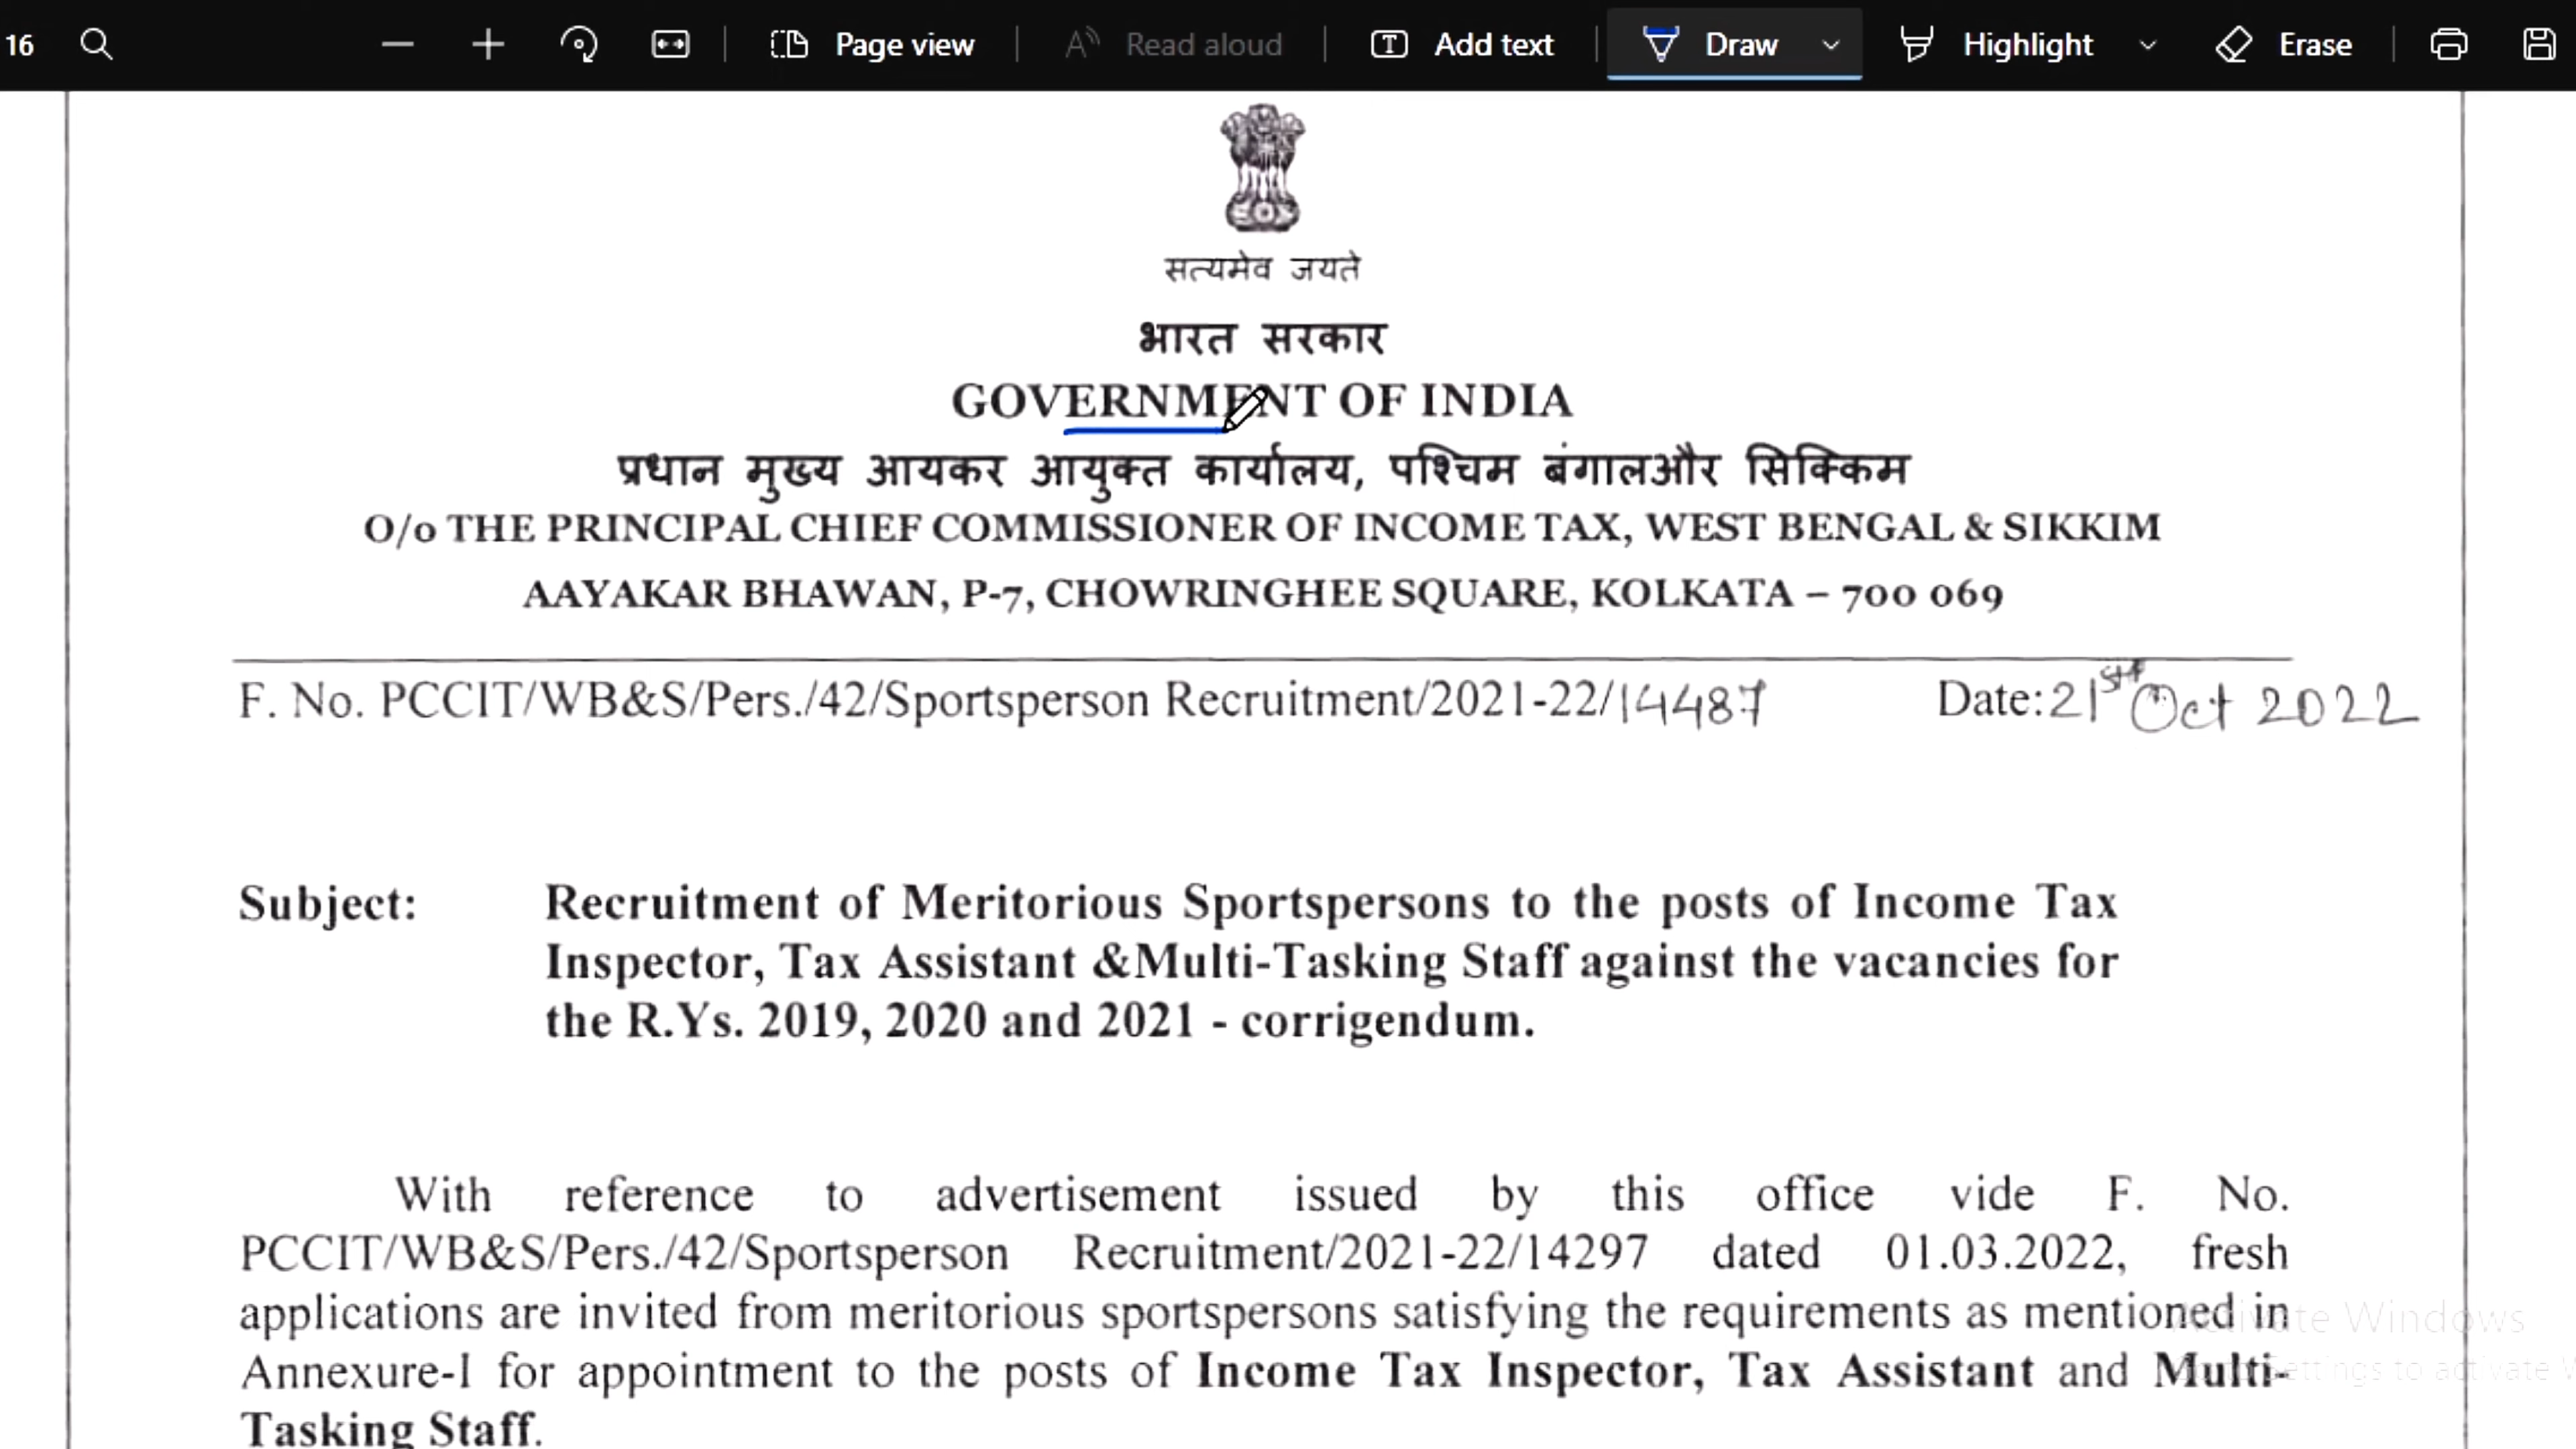 16 Page view Read aloud Add text Draw Highlight Erase
सत्यमेव जयते
भारत सरकार
GOVERNMENT OF INDIA
प्रधान मुख्य आयकर आयुक्त कार्यालय, पश्चिम बंगालऔर सिक्किम
O/o THE PRINCIPAL CHIEF COMMISSIONER OF INCOME TAX, WEST BENGAL & SIKKIM
AAYAKAR BHAWAN, P-7, CHOWRINGHEE SQUARE, KOLKATA – 700 069
F. No. PCCIT/WB&S/Pers./42/Sportsperson Recruitment/2021-22/14487 Date: 21st Oct 2022
Subject: Recruitment of Meritorious Sportspersons to the posts of Income Tax
Inspector, Tax Assistant &Multi-Tasking Staff against the vacancies for
the R.Ys. 2019, 2020 and 2021 - corrigendum.
With reference to advertisement issued by this office vide F. No.
PCCIT/WB&S/Pers./42/Sportsperson Recruitment/2021-22/14297 dated 01.03.2022, fresh
applications are invited from meritorious sportspersons satisfying the requirements as mentioned in
Annexure-I for appointment to the posts of Income Tax Inspector, Tax Assistant and Multi-
Tasking Staff.
Activate Windows
Go to Settings to activate W